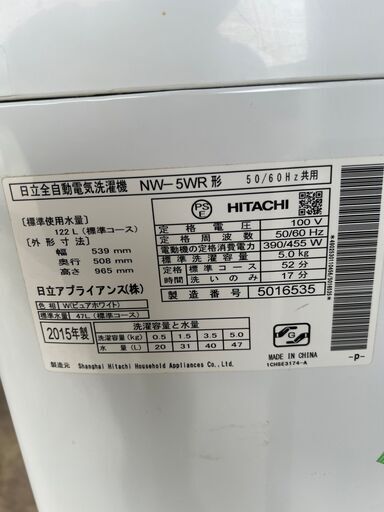 日立全自動電気洗濯機 NW-5WR形 50/60Hz共用
[標準使用水量]
122L (標準コース)
[外形寸法]
幅 539 mm
奥行 508 mm
高さ 965 mm
日立アプライアンス(株)
色相 W(ピュアホワイト)
標準水量 47L (標準コース)
PS
E
HITACHI
定格電圧 100 V
定格周波数 50/60 Hz
電動機の定格消費電力 390/455 W
標準洗濯容量 5.0 kg
定格 標準コース 52 分
時間 洗いのみ 17 分
製造番号 5016535
2015年製
洗濯容量と水量
洗濯容量(kg) 0.5 1.5 3.5 5.0
水量(L) 20 31 40 47
製造元 Shanghai Hitachi Household Appliances Co., Ltd.
1CHSE3174-A
-p-